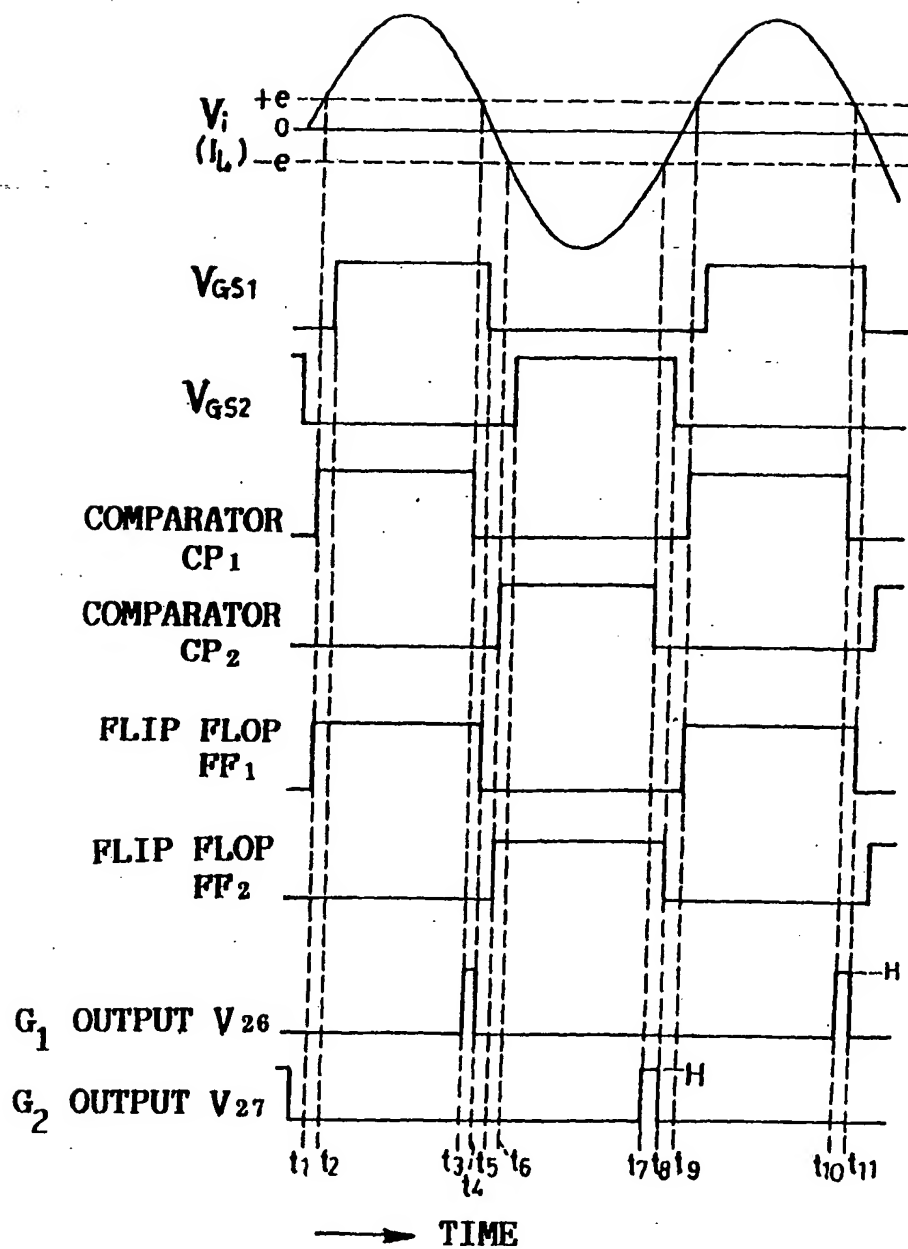 +e
Vi 0
(IL) -e
VGS1
VGS2
COMPARATOR
CP1
COMPARATOR
CP2
FLIP FLOP
FF1
FLIP FLOP
FF2
H
G1 OUTPUT V26
H
G2 OUTPUT V27
t1 t2 t3 t4 t5 t6 t7 t8 t9 t10 t11
TIME